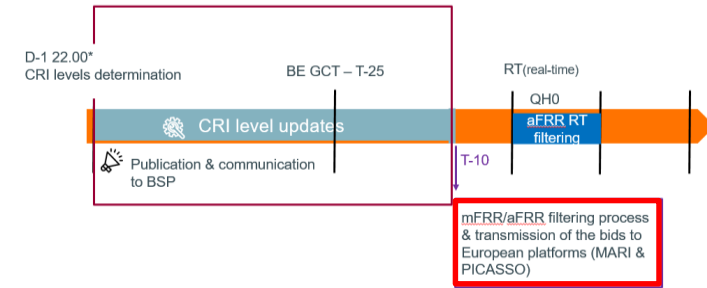 D-1 22.00*
CRI levels determination
BE GCT – T-25
RT(real-time)
QH0
CRI level updates
aFRR RT
filtering
Publication & communication
to BSP
T-10
mFRR/aFRR filtering process
& transmission of the bids to
European platforms (MARI &
PICASSO)